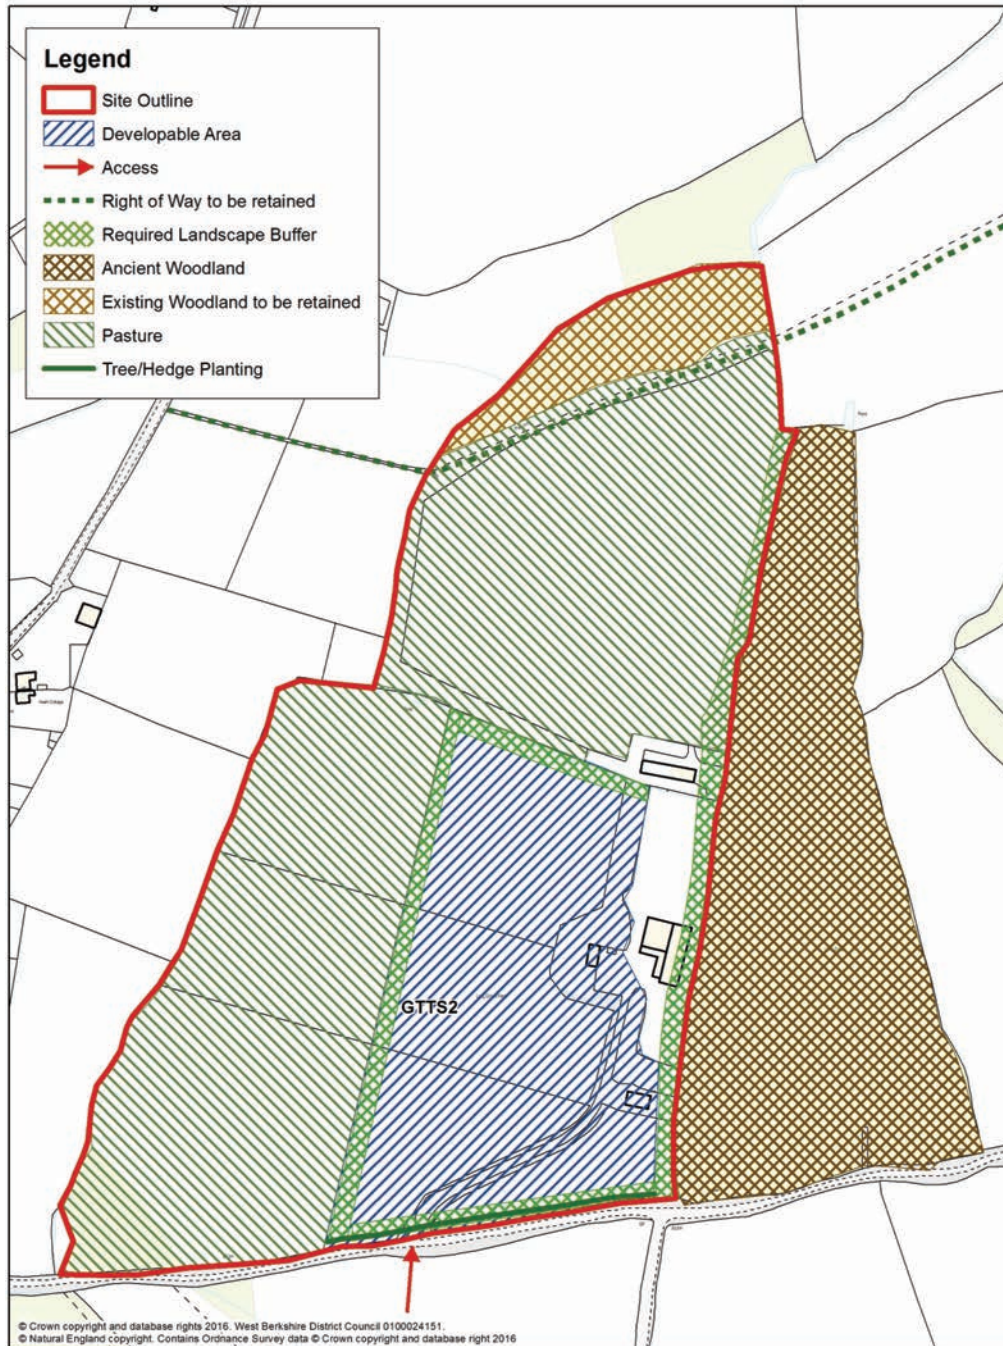 Legend
Site Outline
Developable Area
Access
Right of Way to be retained
Required Landscape Buffer
Ancient Woodland
Existing Woodland to be retained
Pasture
Tree/Hedge Planting
GTTS2
© Crown copyright and database rights 2016. West Berkshire District Council 0100024151.
© Natural England copyright. Contains Ordnance Survey data © Crown copyright and database right 2016